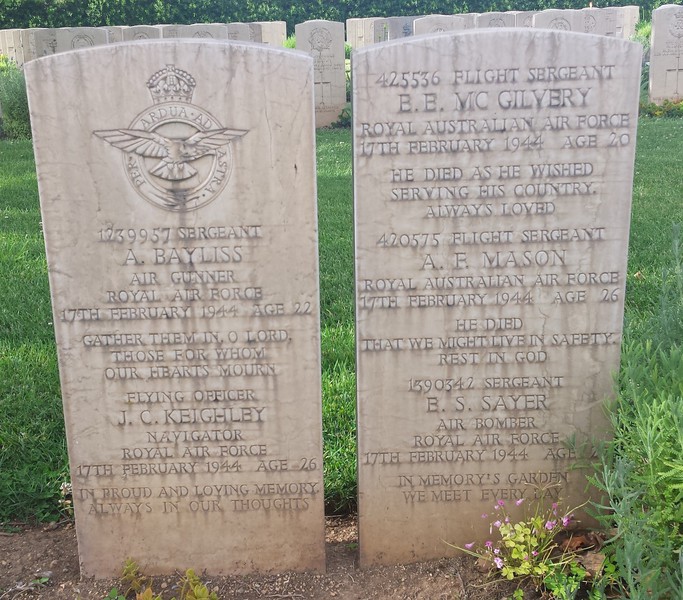 PER ARDUA AD ASTRA
1239957 SERGEANT
A. BAYLISS
AIR GUNNER
ROYAL AIR FORCE
17TH FEBRUARY 1944 AGE 22
GATHER THEM IN, O LORD,
THOSE FOR WHOM
OUR HEARTS MOURN
FLYING OFFICER
J. C. KEIGHLEY
NAVIGATOR
ROYAL AIR FORCE
17TH FEBRUARY 1944 AGE 26
IN PROUD AND LOVING MEMORY,
ALWAYS IN OUR THOUGHTS
425536 FLIGHT SERGEANT
E. E. MC GILVERY
ROYAL AUSTRALIAN AIR FORCE
17TH FEBRUARY 1944 AGE 20
HE DIED AS HE WISHED
SERVING HIS COUNTRY.
ALWAYS LOVED
420575 FLIGHT SERGEANT
A. F. MASON
ROYAL AUSTRALIAN AIR FORCE
17TH FEBRUARY 1944 AGE 26
HE DIED
THAT WE MIGHT LIVE IN SAFETY.
REST IN GOD
1390342 SERGEANT
E. S. SAYER
AIR BOMBER
ROYAL AIR FORCE
17TH FEBRUARY 1944 AGE
IN MEMORY'S GARDEN
WE MEET EVERY DAY